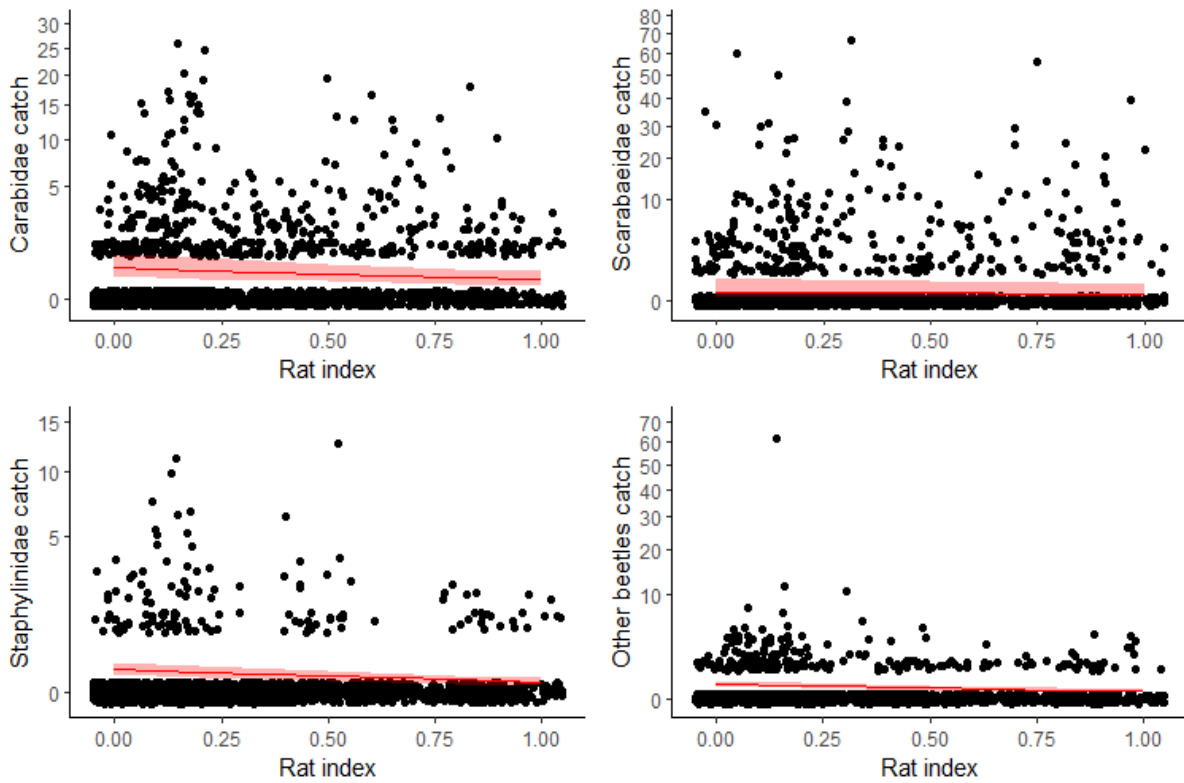 Carabidae catch
30
25
20
15
10
5
0
0.00 0.25 0.50 0.75 1.00
Rat index
Scarabaeidae catch
80
70
60
50
40
30
20
10
0
0.00 0.25 0.50 0.75 1.00
Rat index
Staphylinidae catch
15
10
5
0
0.00 0.25 0.50 0.75 1.00
Rat index
Other beetles catch
70
60
50
40
30
20
10
0
0.00 0.25 0.50 0.75 1.00
Rat index